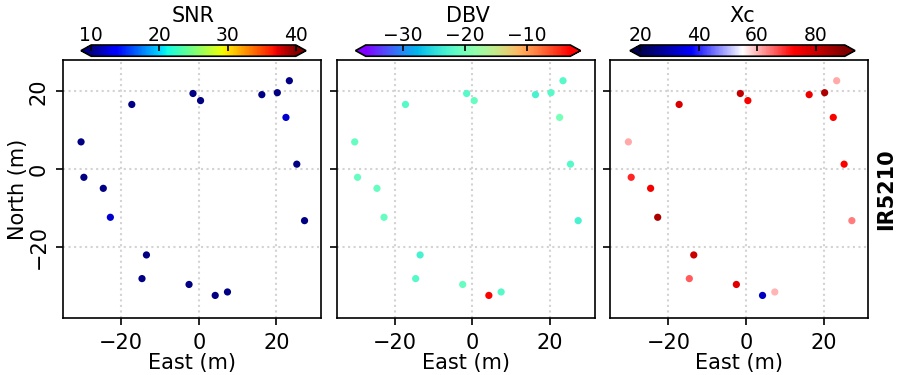 SNR DBV Xc
10 20 30 40 −30 −20 −10 20 40 60 80
20
0
−20
North (m)
−20 0 20 −20 0 20 −20 0 20
East (m) East (m) East (m)
IR5210